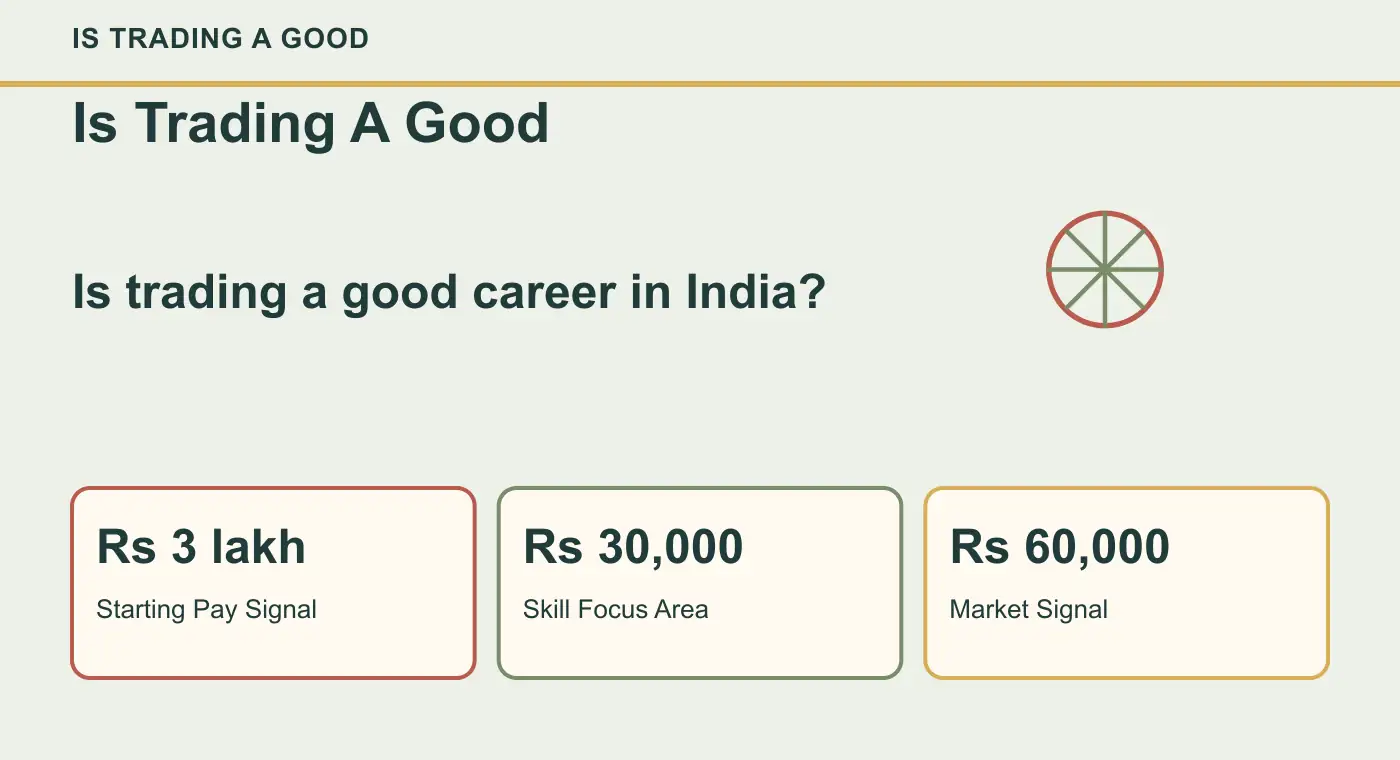 IS TRADING A GOOD
Is Trading A Good
Is trading a good career in India?
Rs 3 lakh
Starting Pay Signal
Rs 30,000
Skill Focus Area
Rs 60,000
Market Signal